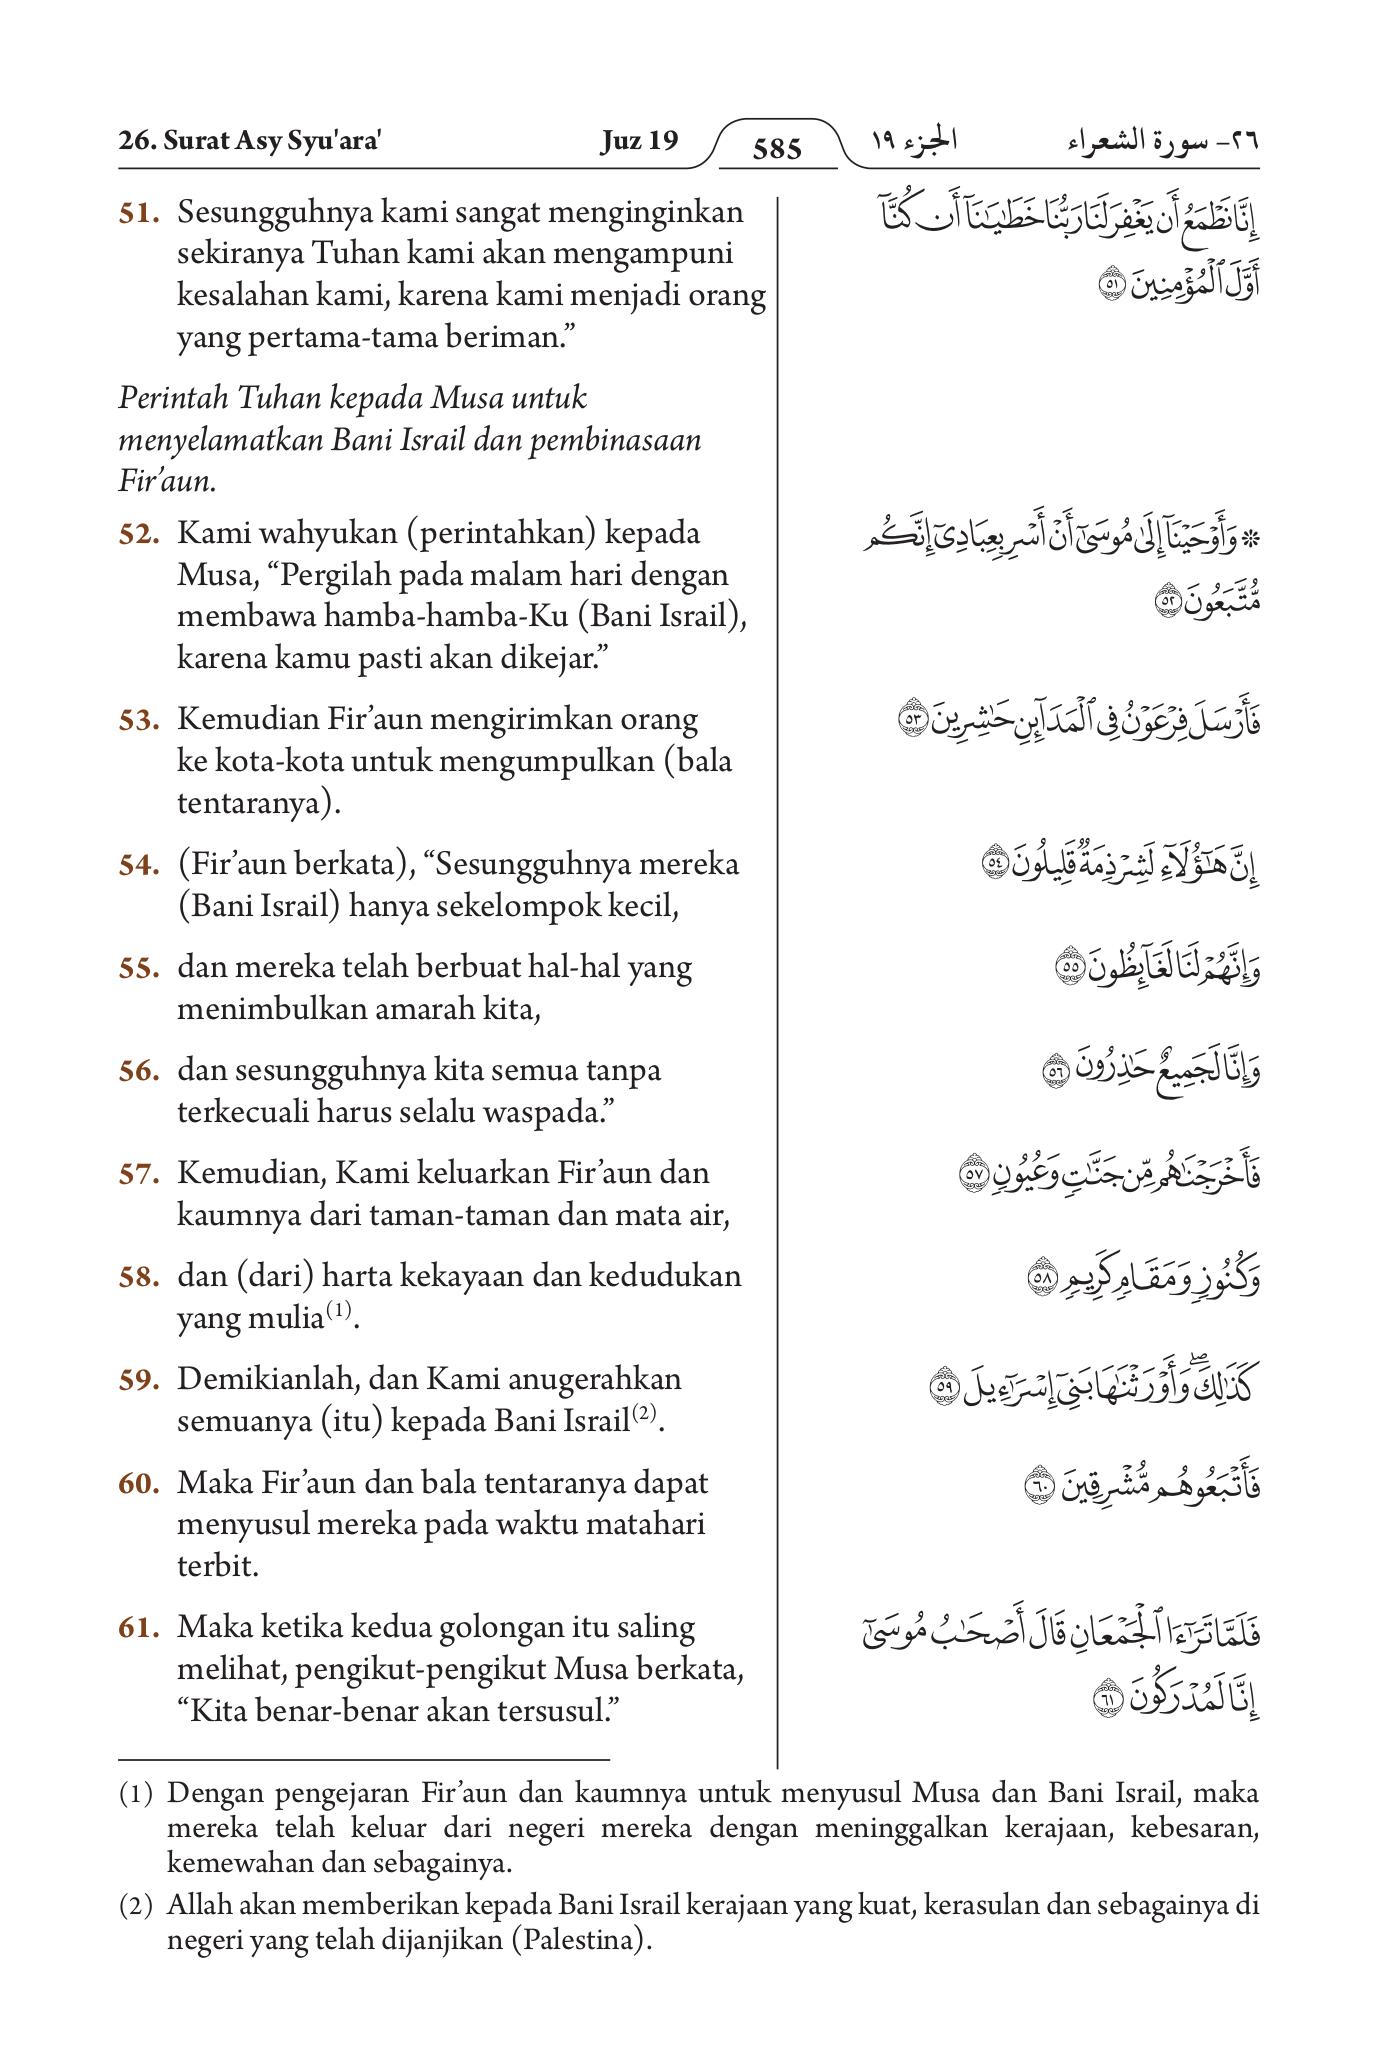 26. Surat Asy Syu'ara'
Juz 19
585
الجزء ١٩
٢٦- سورة الشعراء
51. Sesungguhnya kami sangat menginginkan
sekiranya Tuhan kami akan mengampuni
kesalahan kami, karena kami menjadi orang
yang pertama-tama beriman.”
إِنَّا نَطْمَعُ أَن يَغْفِرَ لَنَا رَبُّنَا خَطَٰيَٰنَآ أَن كُنَّآ
أَوَّلَ ٱلْمُؤْمِنِينَ ٥١
Perintah Tuhan kepada Musa untuk
menyelamatkan Bani Israil dan pembinasaan
Fir’aun.
52. Kami wahyukan (perintahkan) kepada
Musa, “Pergilah pada malam hari dengan
membawa hamba-hamba-Ku (Bani Israil),
karena kamu pasti akan dikejar.”
* وَأَوْحَيْنَآ إِلَىٰ مُوسَىٰٓ أَنْ أَسْرِ بِعِبَادِىٓ إِنَّكُم
مُّتَّبَعُونَ ٥٢
53. Kemudian Fir’aun mengirimkan orang
ke kota-kota untuk mengumpulkan (bala
tentaranya).
فَأَرْسَلَ فِرْعَوْنُ فِى ٱلْمَدَآئِنِ حَٰشِرِينَ ٥٣
54. (Fir’aun berkata), “Sesungguhnya mereka
(Bani Israil) hanya sekelompok kecil,
إِنَّ هَٰٓؤُلَآءِ لَشِرْذِمَةٌ قَلِيلُونَ ٥٤
55. dan mereka telah berbuat hal-hal yang
menimbulkan amarah kita,
وَإِنَّهُمْ لَنَا لَغَآئِظُونَ ٥٥
56. dan sesungguhnya kita semua tanpa
terkecuali harus selalu waspada.”
وَإِنَّا لَجَمِيعٌ حَٰذِرُونَ ٥٦
57. Kemudian, Kami keluarkan Fir’aun dan
kaumnya dari taman-taman dan mata air,
فَأَخْرَجْنَٰهُم مِّن جَنَّٰتٍ وَعُيُونٍ ٥٧
58. dan (dari) harta kekayaan dan kedudukan
yang mulia(1).
وَكُنُوزٍ وَمَقَامٍ كَرِيمٍ ٥٨
59. Demikianlah, dan Kami anugerahkan
semuanya (itu) kepada Bani Israil(2).
كَذَٰلِكَۖ وَأَوْرَثْنَٰهَا بَنِىٓ إِسْرَٰٓءِيلَ ٥٩
60. Maka Fir’aun dan bala tentaranya dapat
menyusul mereka pada waktu matahari
terbit.
فَأَتْبَعُوهُم مُّشْرِقِينَ ٦٠
61. Maka ketika kedua golongan itu saling
melihat, pengikut-pengikut Musa berkata,
“Kita benar-benar akan tersusul.”
فَلَمَّا تَرَٰٓءَا ٱلْجَمْعَانِ قَالَ أَصْحَٰبُ مُوسَىٰٓ
إِنَّا لَمُدْرَكُونَ ٦١
(1) Dengan pengejaran Fir’aun dan kaumnya untuk menyusul Musa dan Bani Israil, maka
mereka telah keluar dari negeri mereka dengan meninggalkan kerajaan, kebesaran,
kemewahan dan sebagainya.
(2) Allah akan memberikan kepada Bani Israil kerajaan yang kuat, kerasulan dan sebagainya di
negeri yang telah dijanjikan (Palestina).